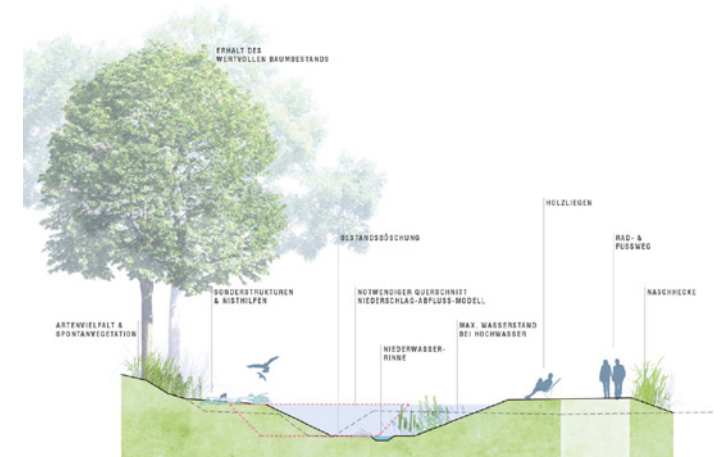 ERHALT DES
WERTVOLLEN BAUMBESTANDS
HOLZLIEGEN
BESTANDSBÖSCHUNG
RAD- &
FUSSWEG
SONDERSTRUKTUREN
& NISTHILFEN
NOTWENDIGER QUERSCHNITT
NIEDERSCHLAG-ABFLUSS-MODELL
NASCHHECKE
ARTENVIELFALT &
SPONTANVEGETATION
MAX. WASSERSTAND
BEI HOCHWASSER
NIEDERWASSER-
RINNE